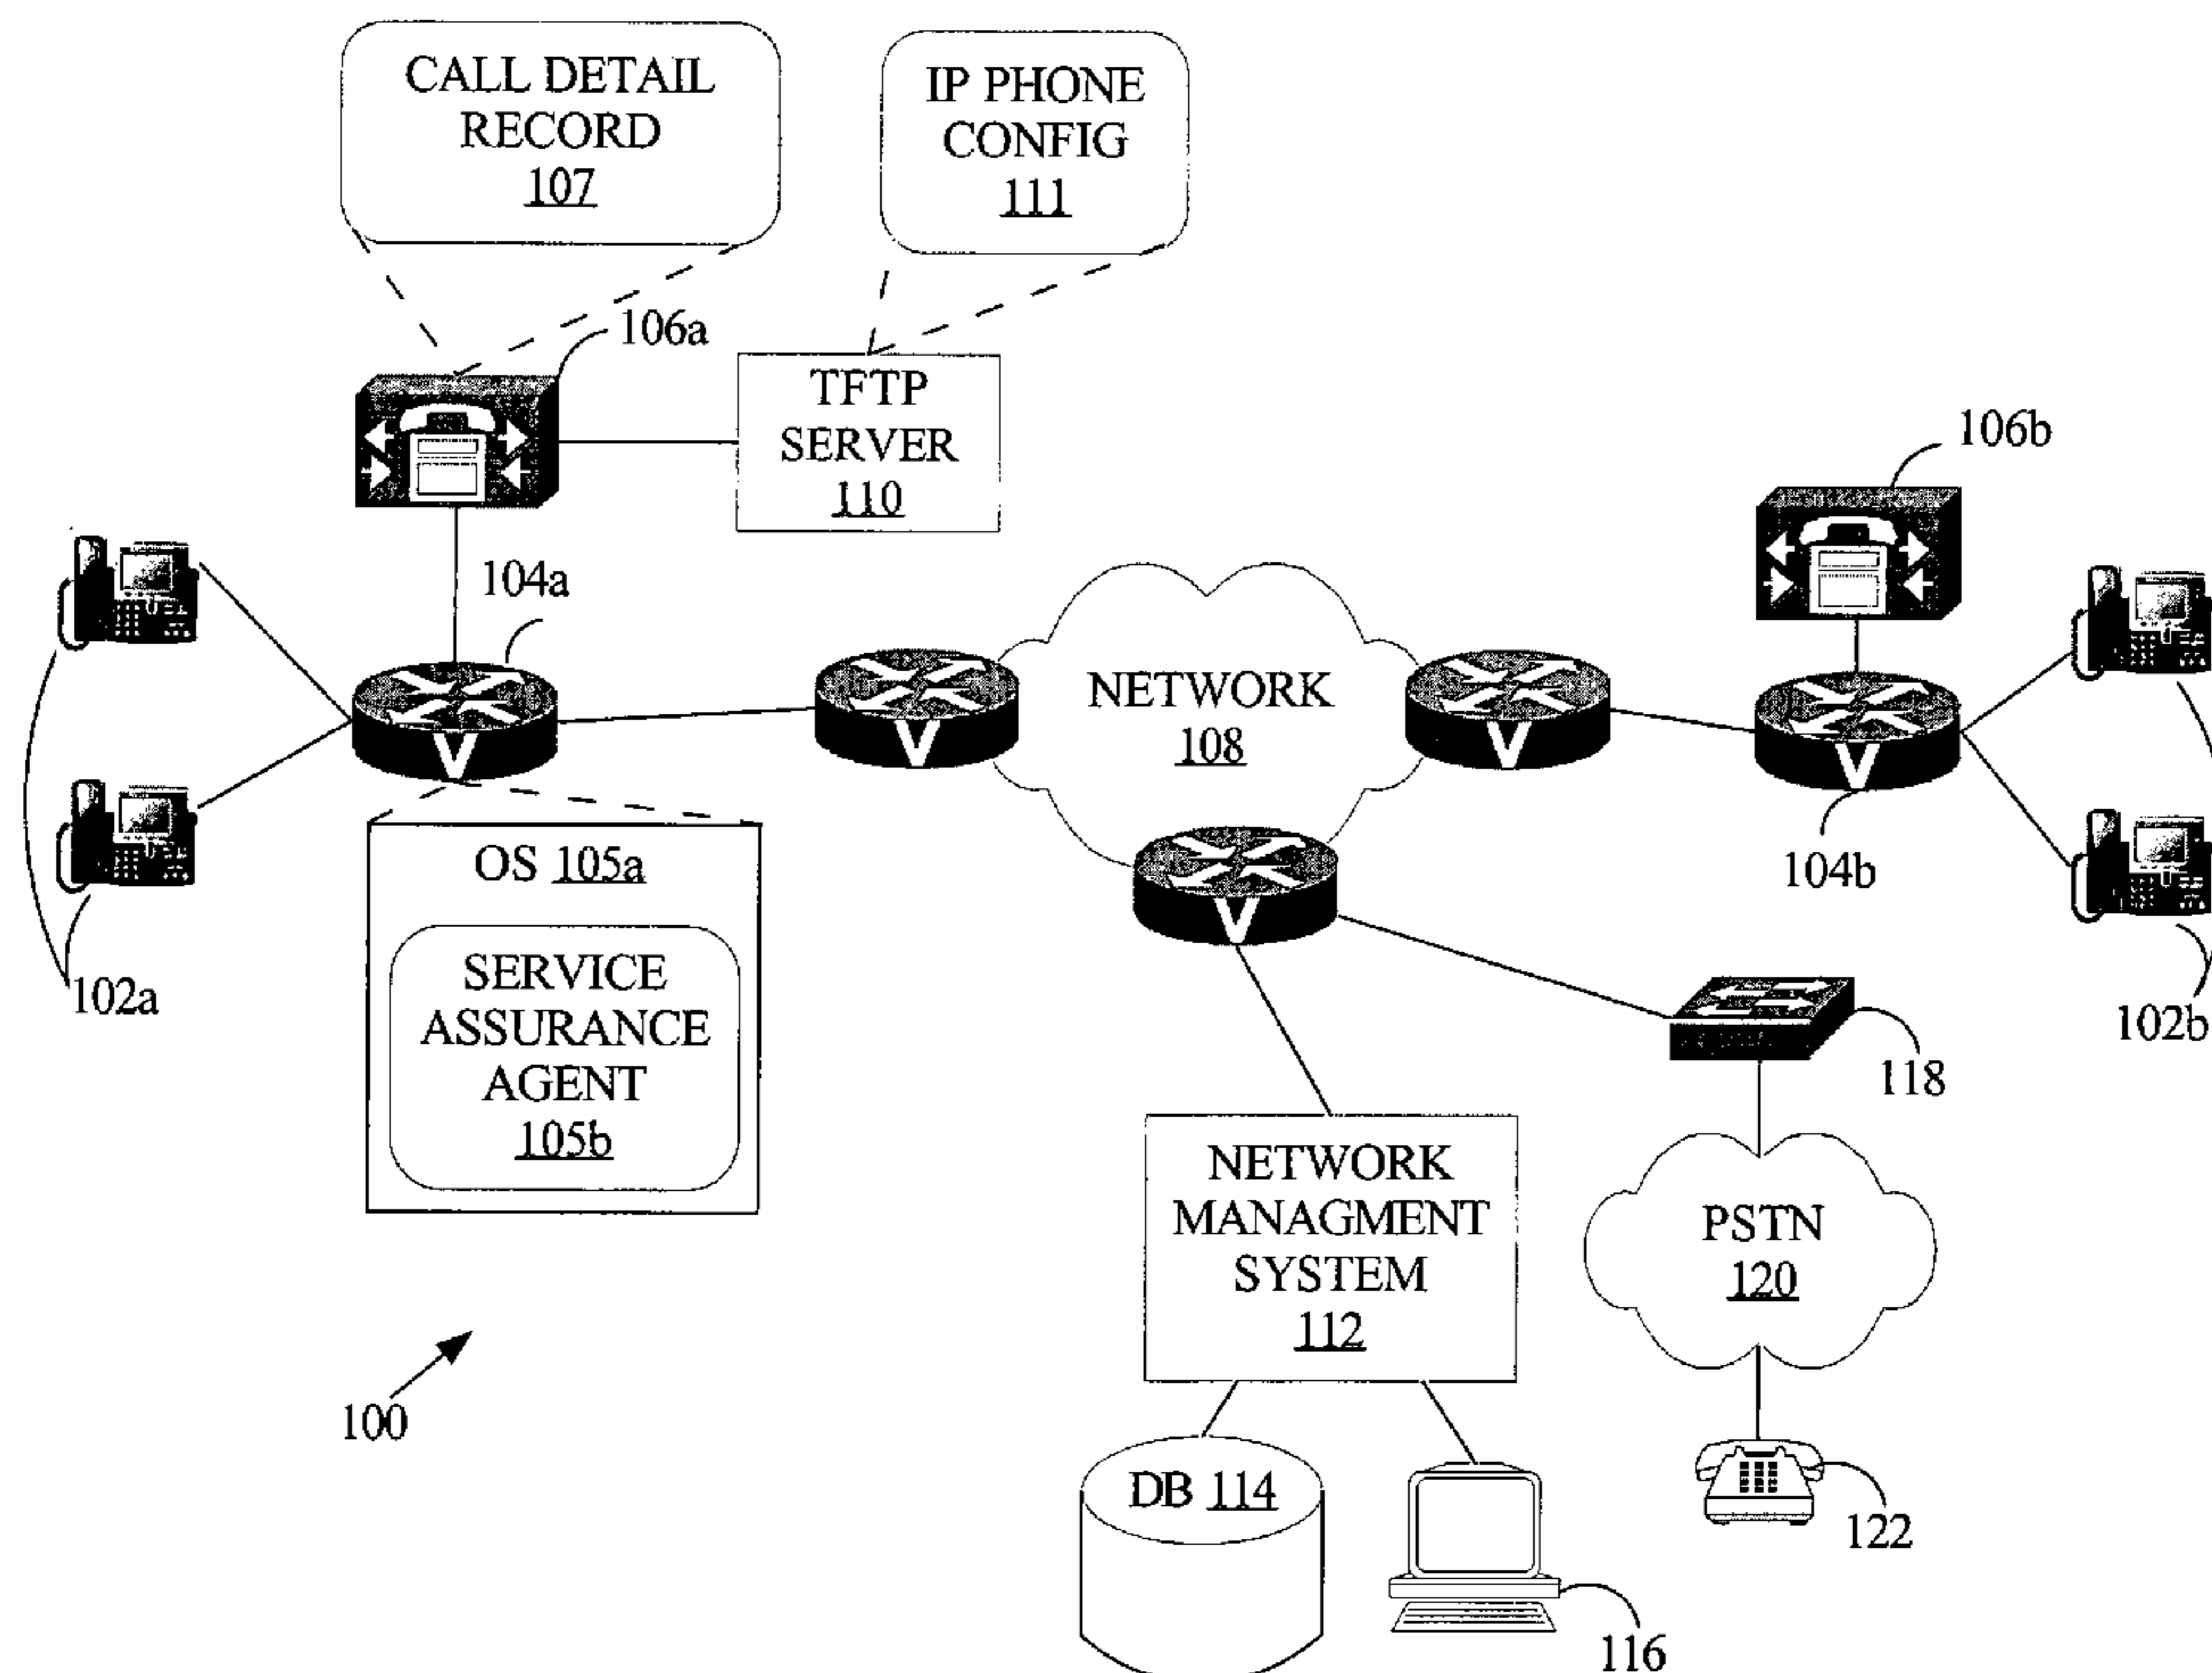 CALL DETAIL
RECORD
107
IP PHONE
CONFIG
111
106a
TFTP
SERVER
110
106b
104a
NETWORK
108
V
V
V
V
V
104b
OS 105a
SERVICE
ASSURANCE
AGENT
105b
102a
102b
118
NETWORK
MANAGMENT
SYSTEM
112
PSTN
120
100
DB 114
122
116